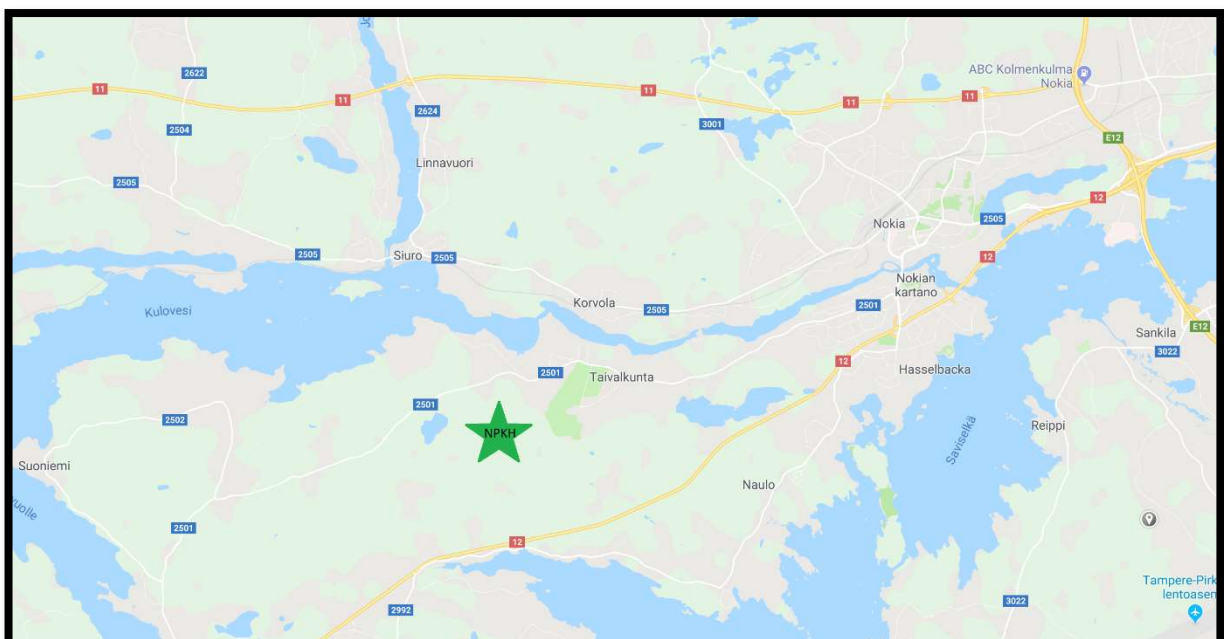 ABC Kolmenkulma
Nokia
2622
11
11
11
11
11
2504
2624
3001
E12
Linnavuori
2505
12
2505
Nokia
2505
Siuro
2505
12
Nokian
kartano
Kulovesi
Korvola
2505
2501
E12
Sankila
3022
12
Hasselbacka
2501
Taivalkunta
2501
2502
NPKH
Reippi
Saviselkä
Suoniemi
Naulo
uolle
2501
12
Tampere-Pirk
lentoasen
3022
2992